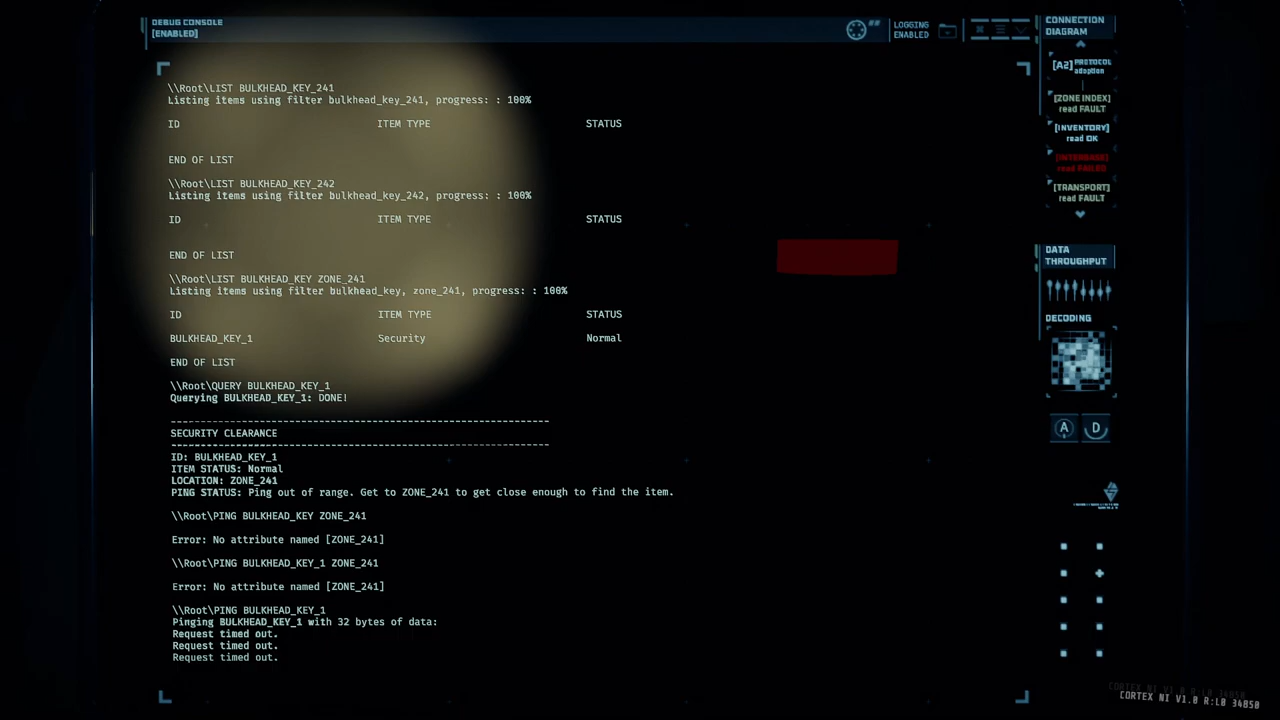 DEBUG CONSOLE
[ENABLED]
LOGGING
ENABLED
\\Root\LIST BULKHEAD_KEY_241
Listing items using filter bulkhead_key_241, progress: : 100%
ID ITEM TYPE STATUS
END OF LIST
\\Root\LIST BULKHEAD_KEY_242
Listing items using filter bulkhead_key_242, progress: : 100%
ID ITEM TYPE STATUS
END OF LIST
\\Root\LIST BULKHEAD_KEY ZONE_241
Listing items using filter bulkhead_key, zone_241, progress: : 100%
ID ITEM TYPE STATUS
BULKHEAD_KEY_1 Security Normal
END OF LIST
\\Root\QUERY BULKHEAD_KEY_1
Querying BULKHEAD_KEY_1: DONE!
----------------------------------------------------------------
SECURITY CLEARANCE
----------------------------------------------------------------
ID: BULKHEAD_KEY_1
ITEM STATUS: Normal
LOCATION: ZONE_241
PING STATUS: Ping out of range. Get to ZONE_241 to get close enough to find the item.
\\Root\PING BULKHEAD_KEY ZONE_241
Error: No attribute named [ZONE_241]
\\Root\PING BULKHEAD_KEY_1 ZONE_241
Error: No attribute named [ZONE_241]
\\Root\PING BULKHEAD_KEY_1
Pinging BULKHEAD_KEY_1 with 32 bytes of data:
Request timed out.
Request timed out.
Request timed out.
CONNECTION
DIAGRAM
[A2] PROTOCOL
adoption
[ZONE INDEX]
read FAULT
[INVENTORY]
read OK
[INTERBASE]
read FAILED
[TRANSPORT]
read FAULT
DATA
THROUGHPUT
DECODING
A D
CORTEX NI V1.0 R:L0 34850